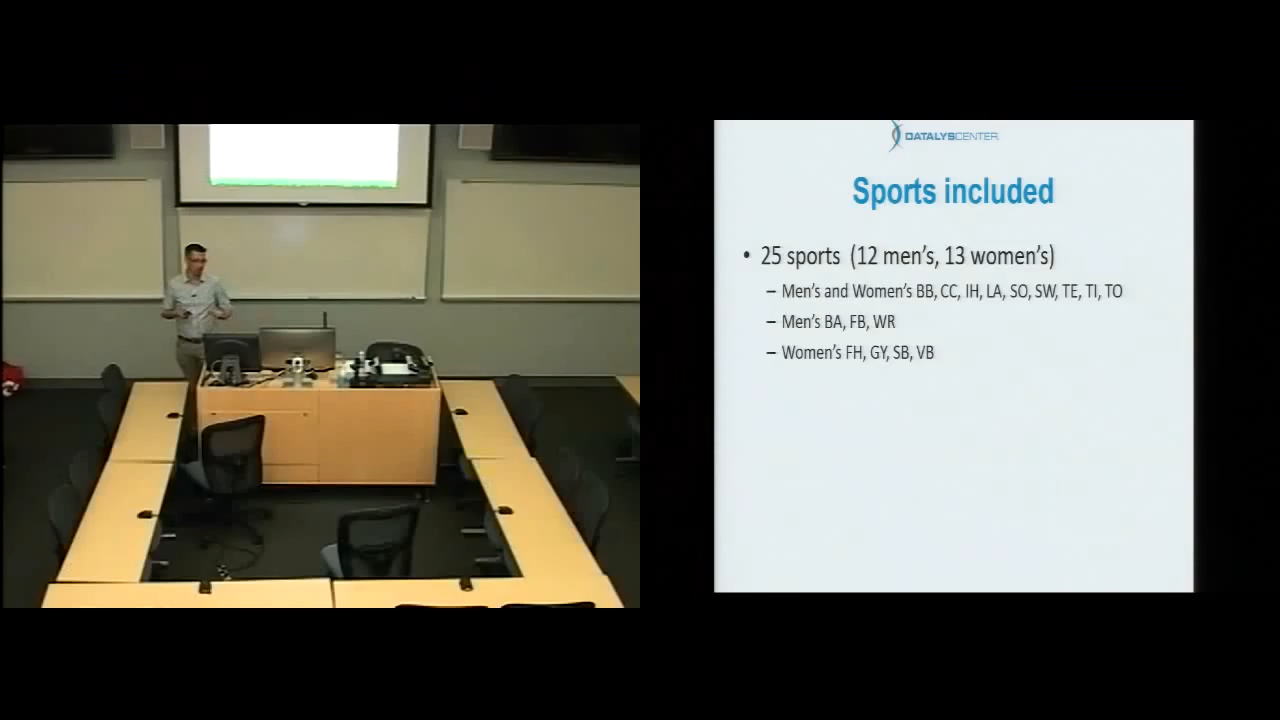 DATALYSCENTER
Sports included
• 25 sports (12 men's, 13 women's)
– Men's and Women's BB, CC, IH, LA, SO, SW, TE, TI, TO
– Men's BA, FB, WR
– Women's FH, GY, SB, VB